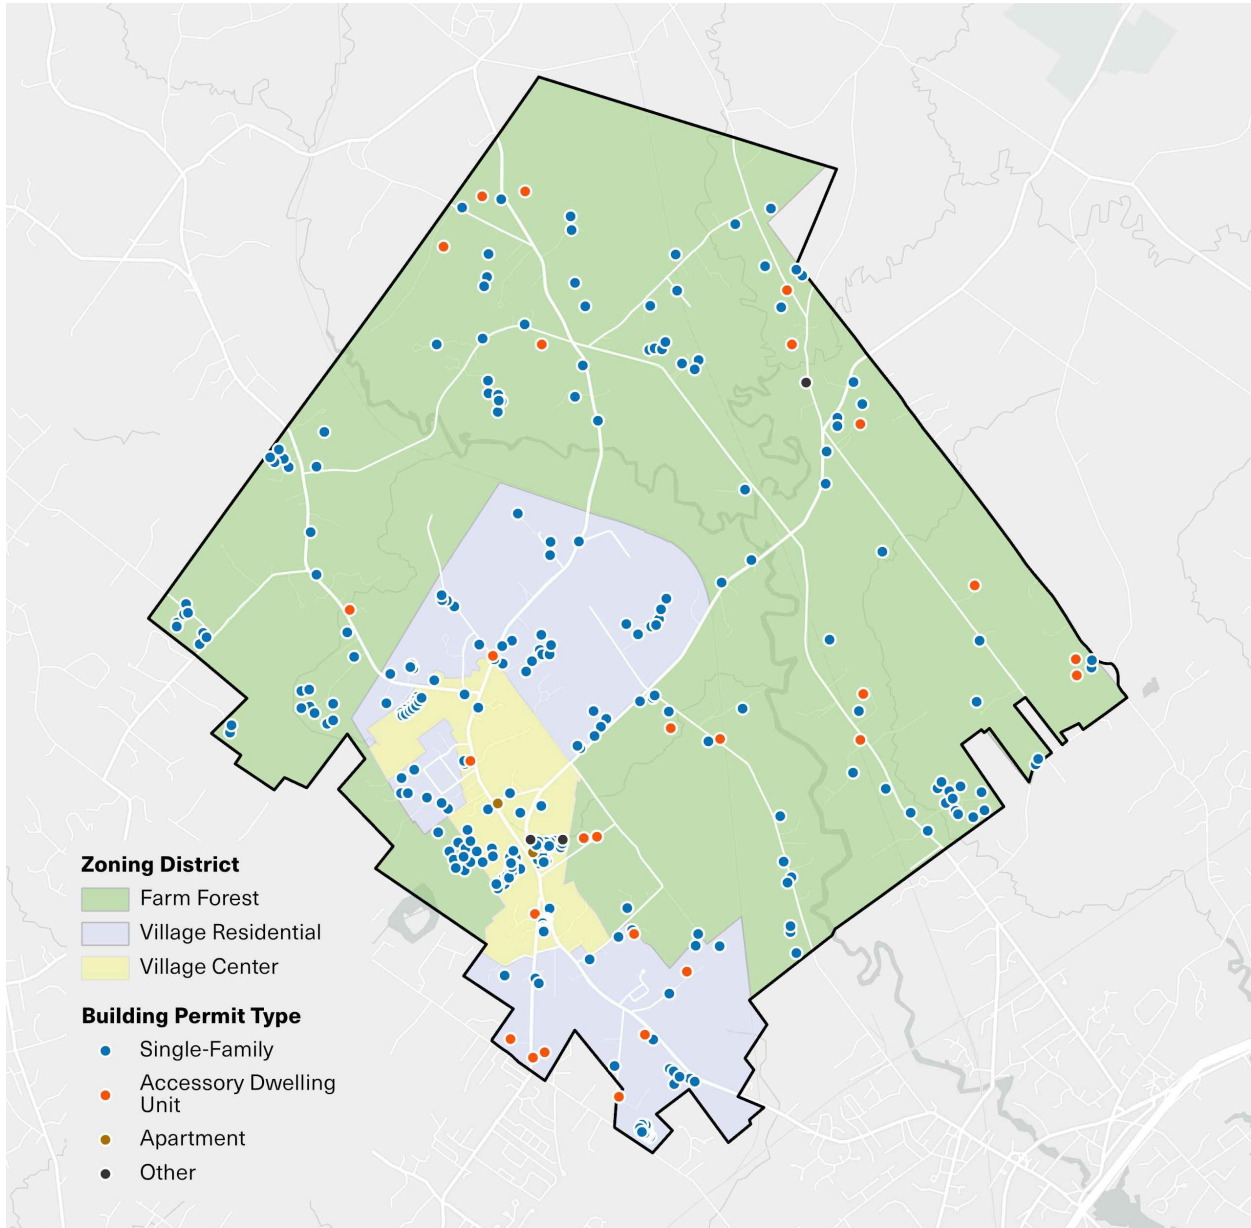 Zoning District
Farm Forest
Village Residential
Village Center
Building Permit Type
Single-Family
Accessory Dwelling
Unit
Apartment
Other